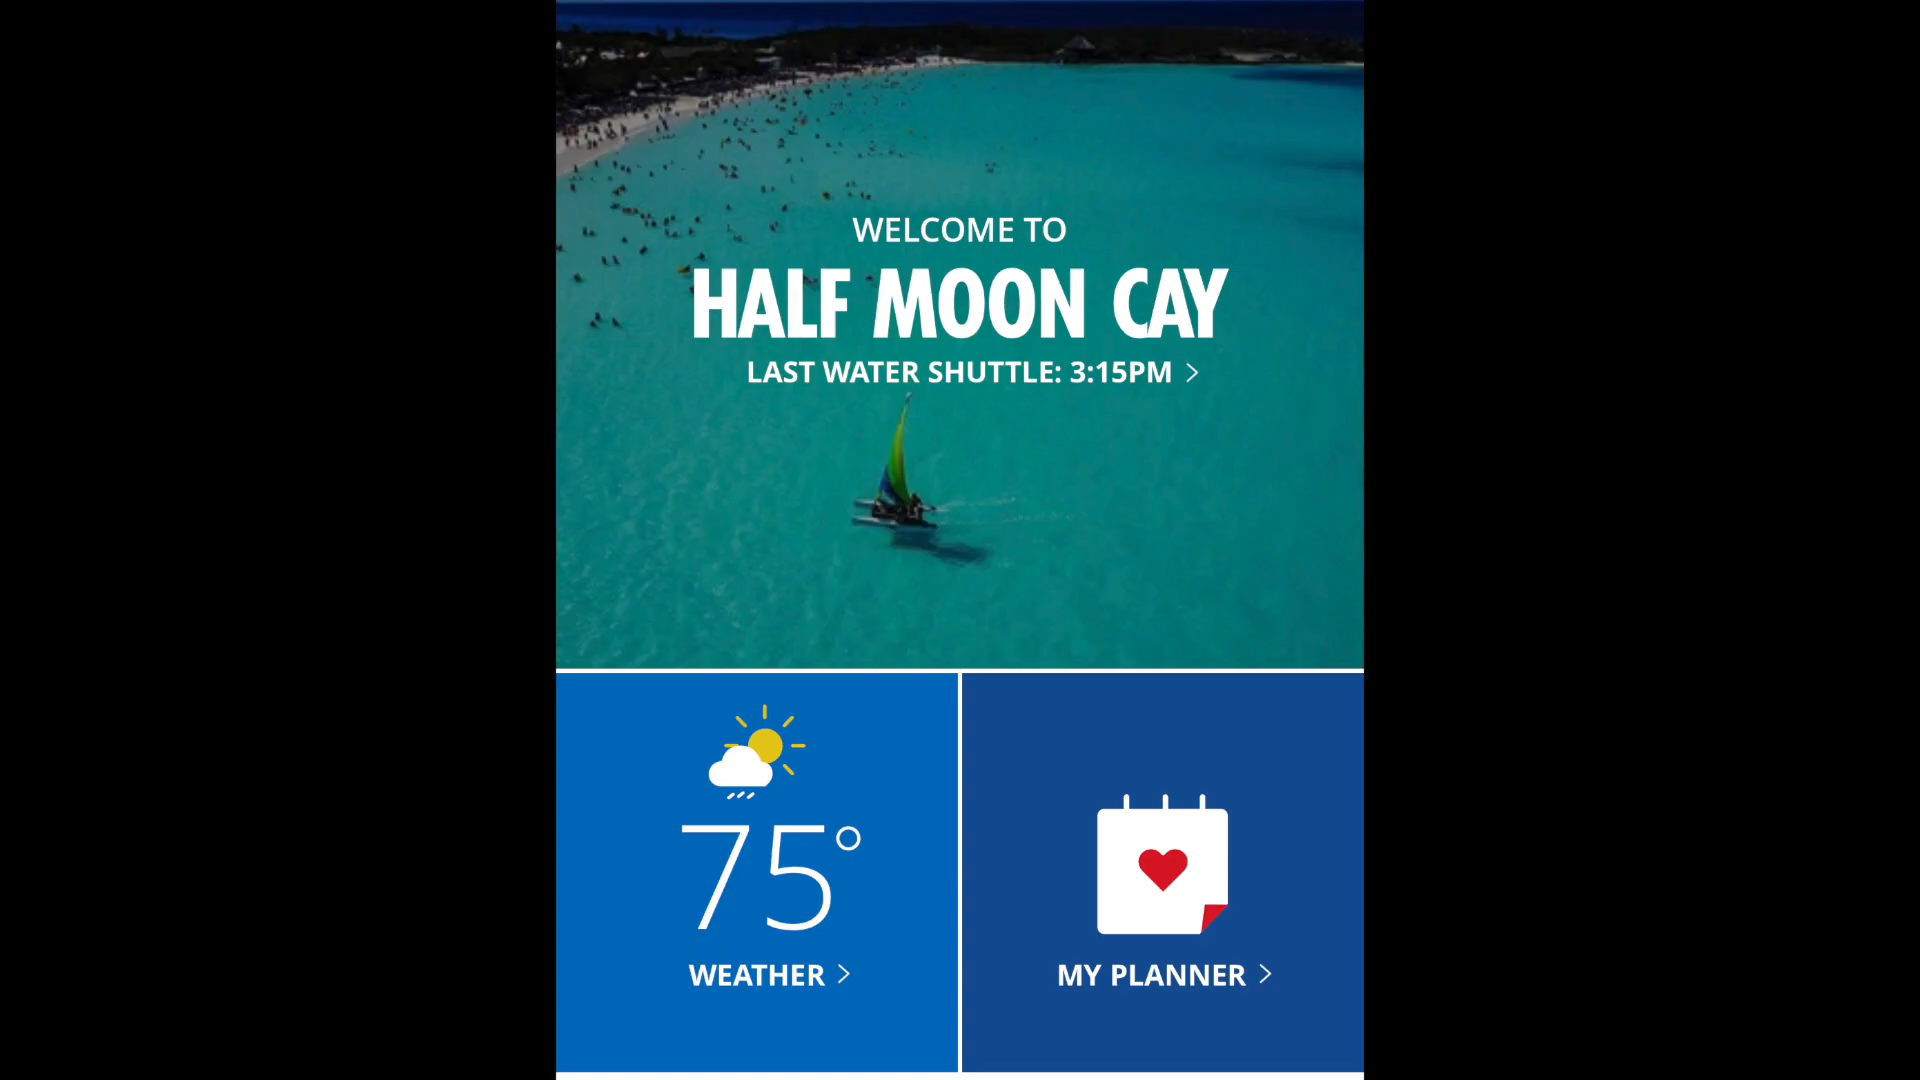 WELCOME TO
HALF MOON CAY
LAST WATER SHUTTLE: 3:15PM >
75°
WEATHER >
MY PLANNER >